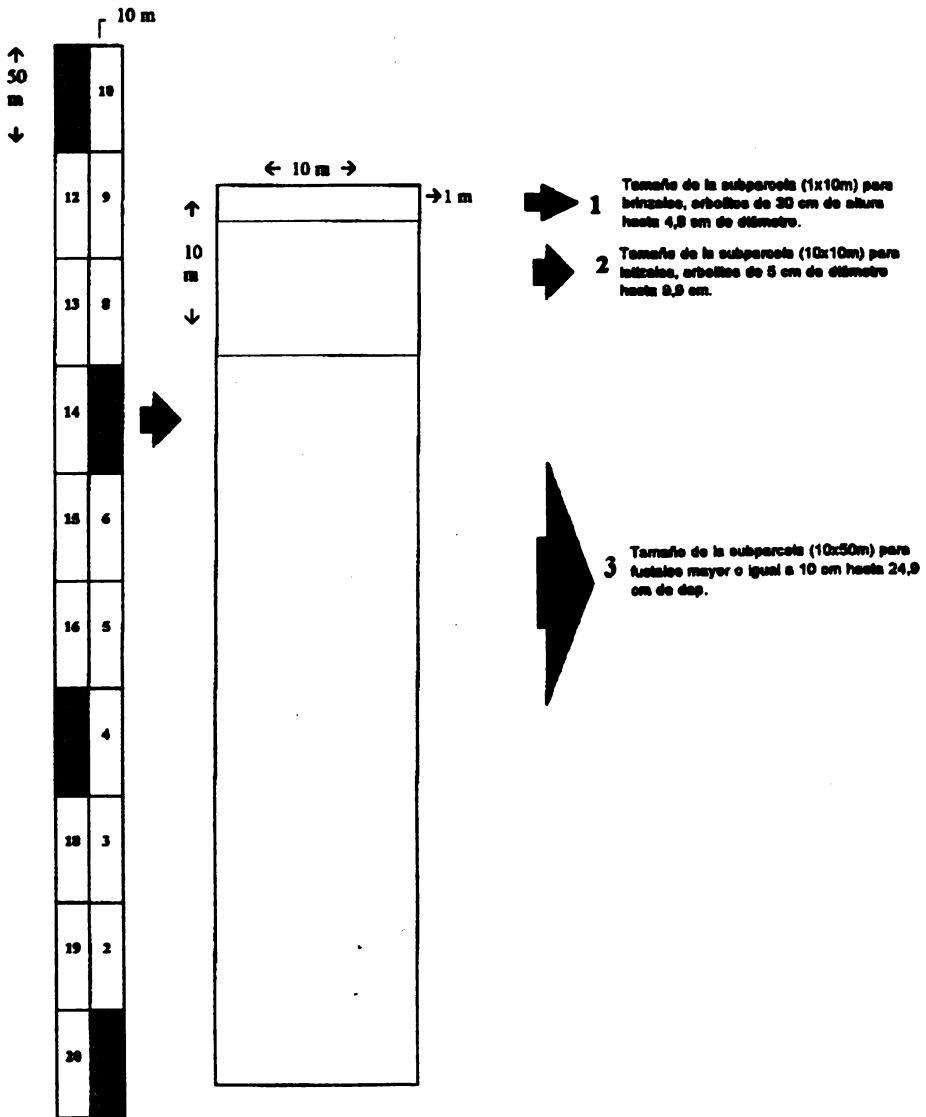 10 m
↑
50
m
↓
10
12 9
13 8
14
15 6
16 5
4
18 3
19 2
20
← 10 m →
→1 m
↑
10
m
↓
1 Tamaño de la subparcela (1x10m) para
brinzales, arbolitos de 30 cm de altura
hasta 4,9 cm de diámetro.
2 Tamaño de la subparcela (10x10m) para
latizales, arbolitos de 5 cm de diámetro
hasta 9,9 cm.
3 Tamaño de la subparcela (10x50m) para
fustales mayor o igual a 10 cm hasta 24,9
cm de dap.